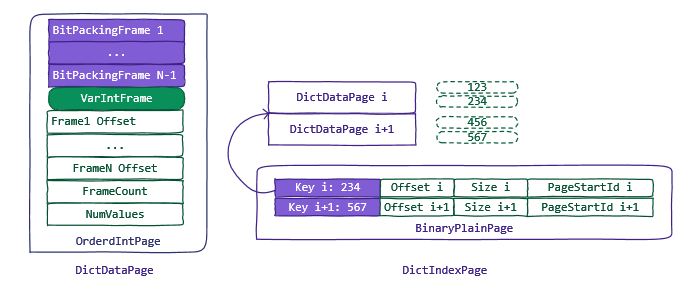 BitPackingFrame 1
...
BitPackingFrame N-1
VarIntFrame
Frame1 Offset
...
FrameN Offset
FrameCount
NumValues
OrderdIntPage
DictDataPage
DictDataPage i
DictDataPage i+1
123
234
456
567
Key i: 234 Offset i Size i PageStartId i
Key i+1: 567 Offset i+1 Size i+1 PageStartId i+1
BinaryPlainPage
DictIndexPage